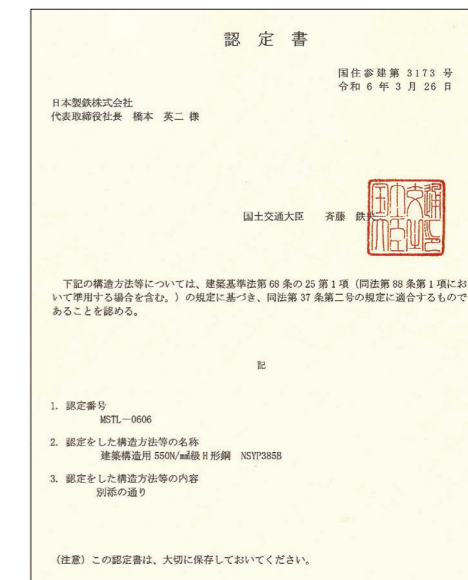 認定書
国住参建第 3173 号
令和 6 年 3 月 26 日
日本製鉄株式会社
代表取締役社長 橋本 英二 様
国土交通大臣 斉藤 鉄夫
下記の構造方法等については、建築基準法第 68 条の 25 第 1 項（同法第 88 条第 1 項にお
いて準用する場合を含む。）の規定に基づき、同法第 37 条第二号の規定に適合するもので
あることを認める。
記
1. 認定番号
MSTL－0606
2. 認定をした構造方法等の名称
建築構造用 550N/㎟級 H 形鋼 NSYP385B
3. 認定をした構造方法等の内容
別添の通り
（注意）この認定書は、大切に保存しておいてください。